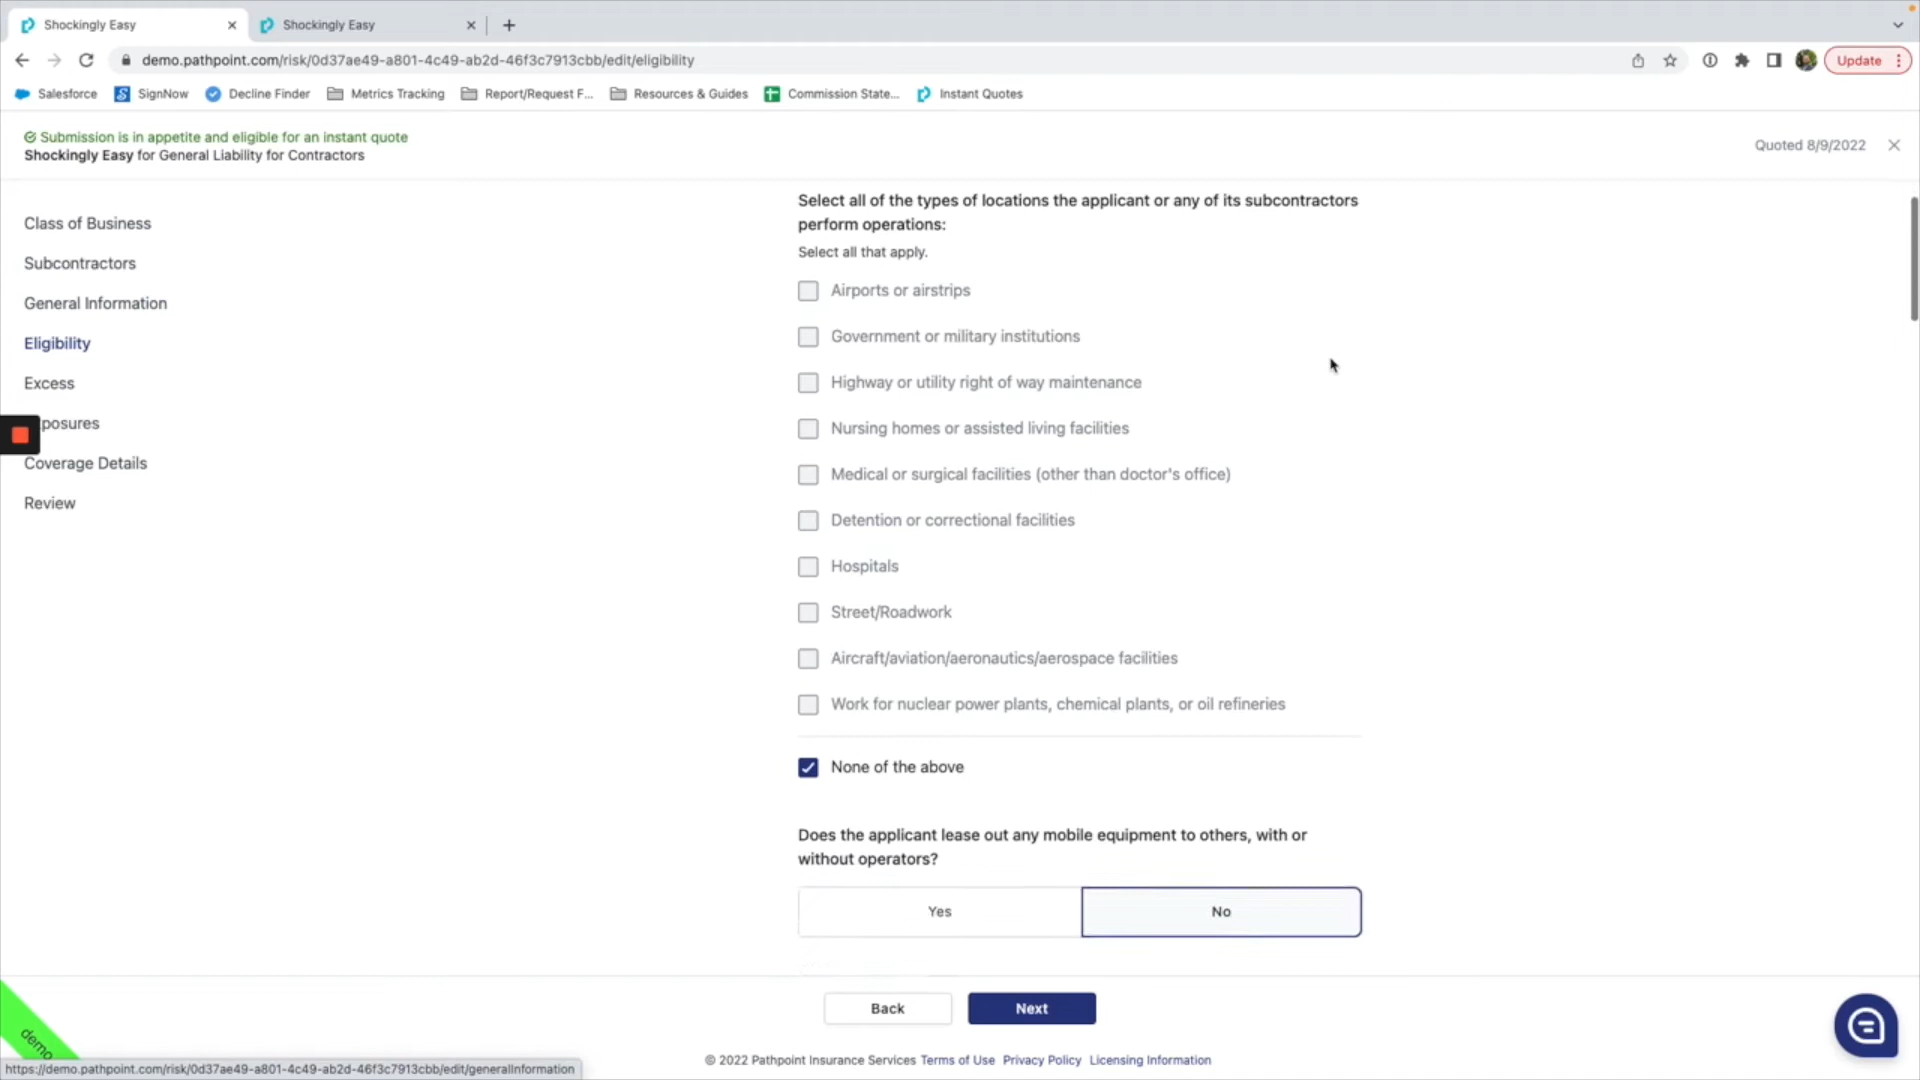 Shockingly Easy
Shockingly Easy
demo.pathpoint.com/risk/0d37ae49-a801-4c49-ab2d-46f3c7913cbb/edit/eligibility
Update
Salesforce
SignNow
Decline Finder
Metrics Tracking
Report/Request F...
Resources & Guides
Commission State...
Instant Quotes
Submission is in appetite and eligible for an instant quote
Shockingly Easy for General Liability for Contractors
Quoted 8/9/2022
Class of Business
Subcontractors
General Information
Eligibility
Excess
posures
Coverage Details
Review
Select all of the types of locations the applicant or any of its subcontractors
perform operations:
Select all that apply.
Airports or airstrips
Government or military institutions
Highway or utility right of way maintenance
Nursing homes or assisted living facilities
Medical or surgical facilities (other than doctor's office)
Detention or correctional facilities
Hospitals
Street/Roadwork
Aircraft/aviation/aeronautics/aerospace facilities
Work for nuclear power plants, chemical plants, or oil refineries
None of the above
Does the applicant lease out any mobile equipment to others, with or
without operators?
Yes
No
Back
Next
demo
© 2022 Pathpoint Insurance Services Terms of Use Privacy Policy Licensing Information
https://demo.pathpoint.com/risk/0d37ae49-a801-4c49-ab2d-46f3c7913cbb/edit/generalInformation